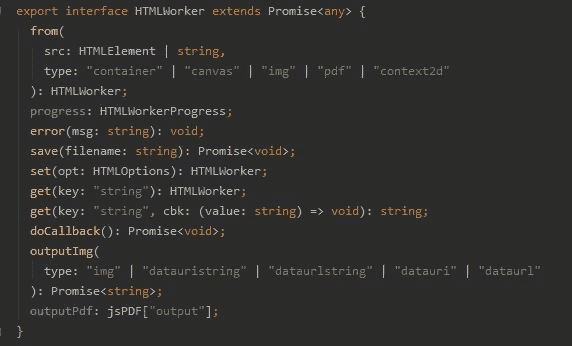 export interface HTMLWorker extends Promise<any> {
from(
src: HTMLElement | string,
type: "container" | "canvas" | "img" | "pdf" | "context2d"
): HTMLWorker;
progress: HTMLWorkerProgress;
error(msg: string): void;
save(filename: string): Promise<void>;
set(opt: HTMLOptions): HTMLWorker;
get(key: "string"): HTMLWorker;
get(key: "string", cbk: (value: string) => void): string;
doCallback(): Promise<void>;
outputImg(
type: "img" | "datauristring" | "dataurlstring" | "datauri" | "dataurl"
): Promise<string>;
outputPdf: jsPDF["output"];
}